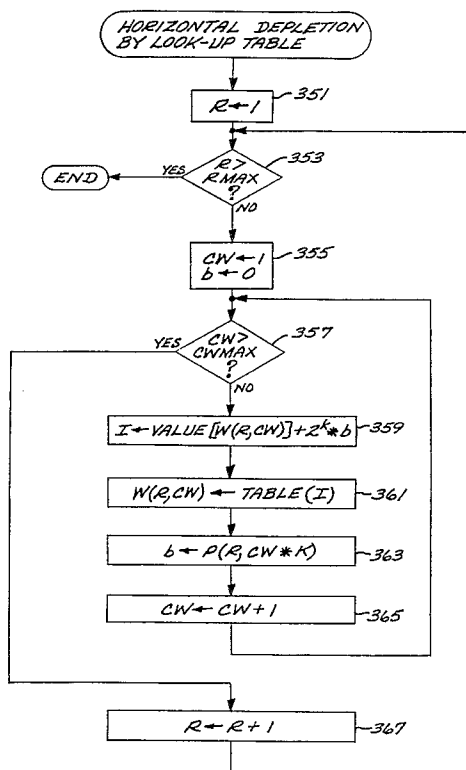 HORIZONTAL DEPLETION
BY LOOK-UP TABLE
351
R←1
353
R>
RMAX
?
YES
END
NO
355
CW←1
b←0
357
CW>
CWMAX
?
YES
NO
I←VALUE[W(R,CW)]+2^k*b
359
W(R,CW)←TABLE(I)
361
b←P(R,CW*K)
363
CW←CW+1
365
R←R+1
367